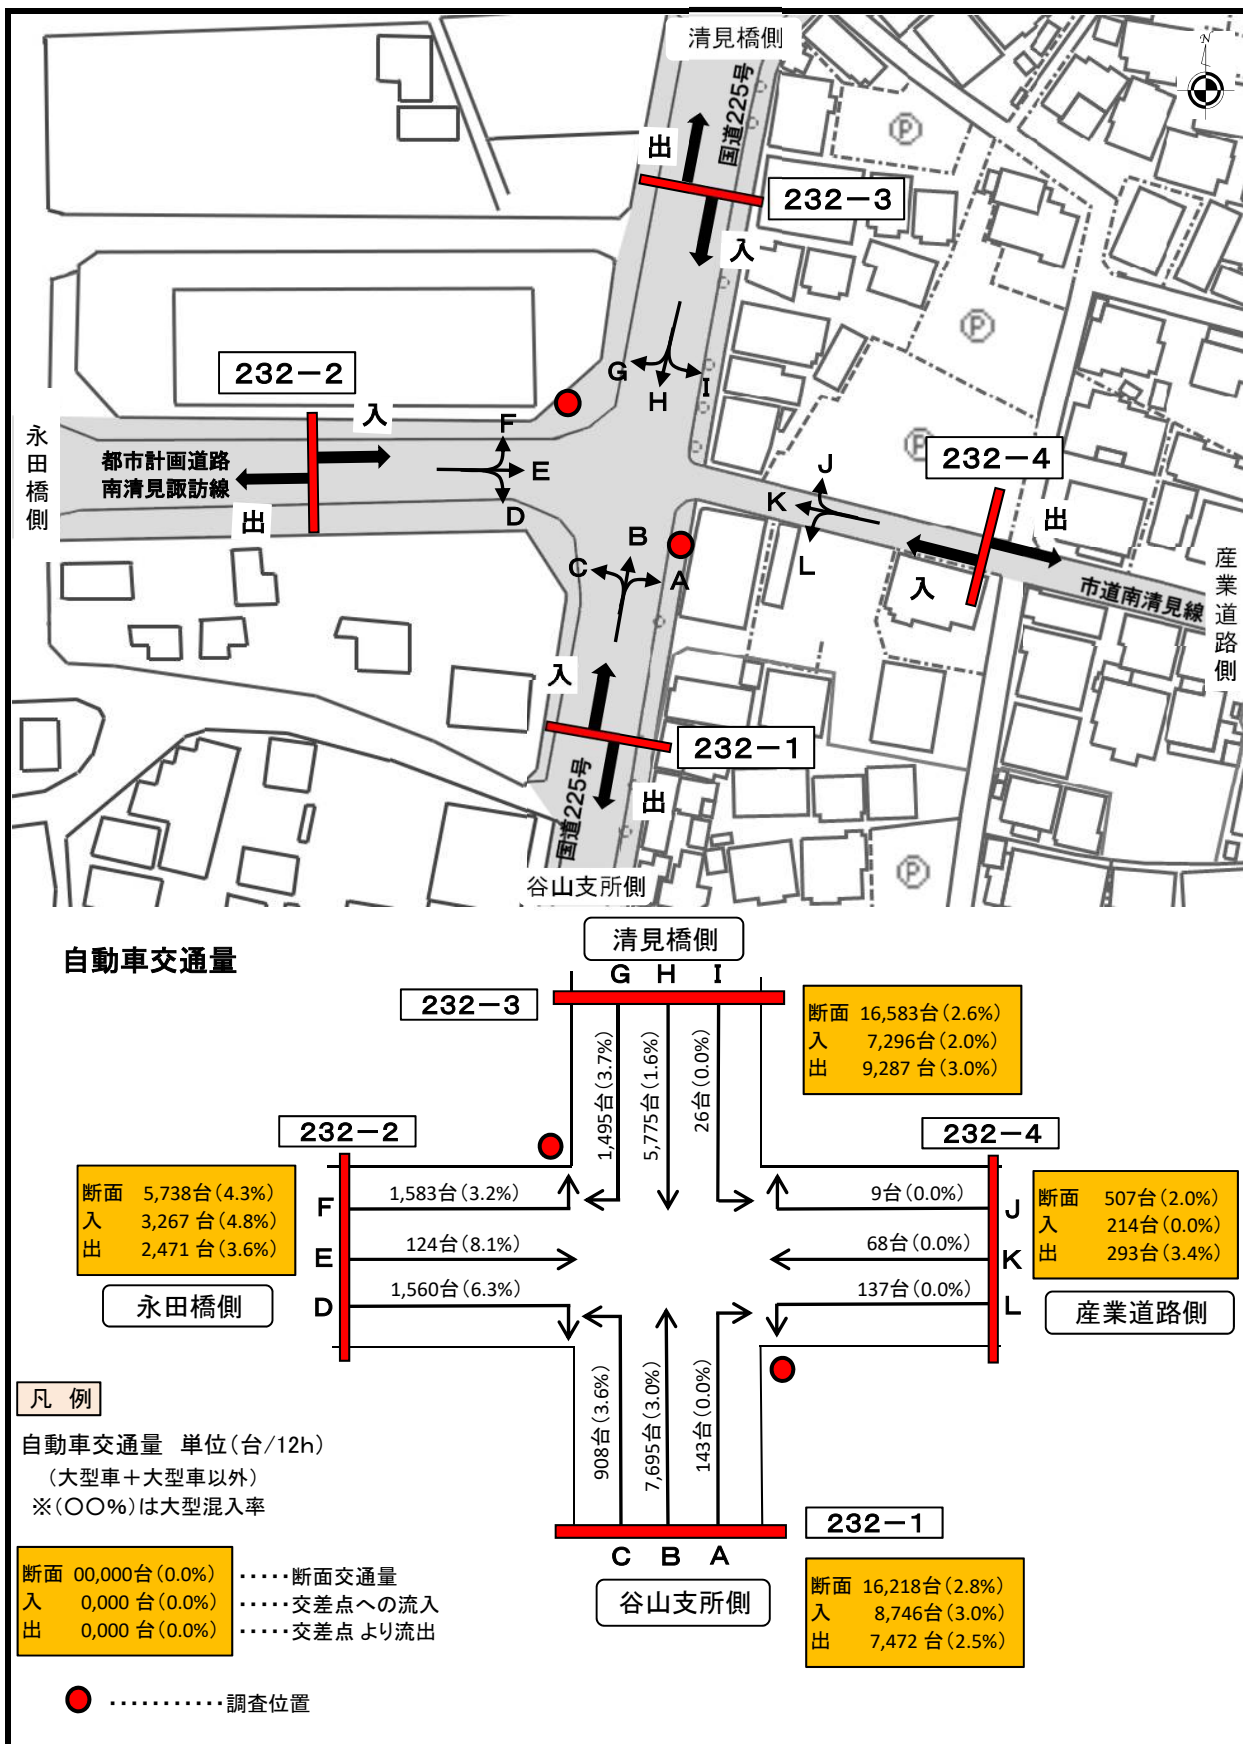 清見橋側
N
国道225号
出
232－3
入
P
P
P
P
232－2
入
永田橋側
都市計画道路
南清見諏訪線
出
G
H
I
F
E
D
J
K
L
232－4
出
入
市道南清見線
産業道路側
B
C
A
入
232－1
出
国道225号
谷山支所側
自動車交通量
清見橋側
G H I
232－3
断面 16,583台(2.6%)
入 7,296台(2.0%)
出 9,287 台(3.0%)
1,495台(3.7%)
5,775台(1.6%)
26台(0.0%)
232－2
232－4
断面 5,738台(4.3%)
入 3,267 台(4.8%)
出 2,471 台(3.6%)
永田橋側
F 1,583台(3.2%)
E 124台(8.1%)
D 1,560台(6.3%)
9台(0.0%) J
68台(0.0%) K
137台(0.0%) L
断面 507台(2.0%)
入 214台(0.0%)
出 293台(3.4%)
産業道路側
908台(3.6%)
7,695台(3.0%)
143台(0.0%)
232－1
C B A
谷山支所側
断面 16,218台(2.8%)
入 8,746台(3.0%)
出 7,472 台(2.5%)
凡 例
自動車交通量 単位(台/12h)
(大型車＋大型車以外)
※(〇〇%)は大型混入率
断面 00,000台(0.0%) ‥‥‥断面交通量
入 0,000 台(0.0%) ‥‥‥交差点への流入
出 0,000 台(0.0%) ‥‥‥交差点 より流出
‥‥‥‥‥‥調査位置